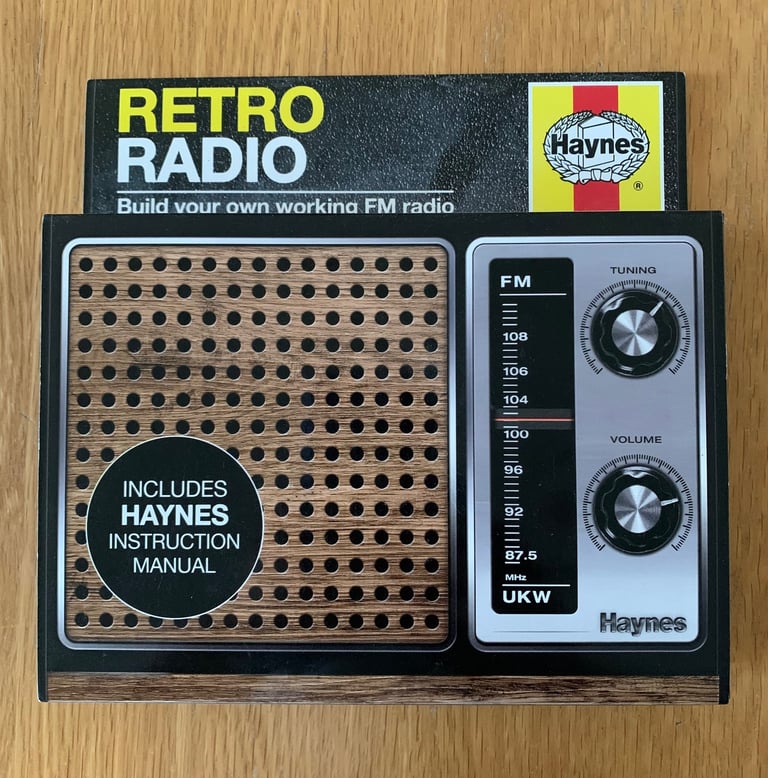 RETRO
RADIO
Build your own working FM radio
Haynes
®
FM
108
106
104
100
96
92
87.5
MHz
UKW
TUNING
VOLUME
Haynes
INCLUDES
HAYNES
INSTRUCTION
MANUAL